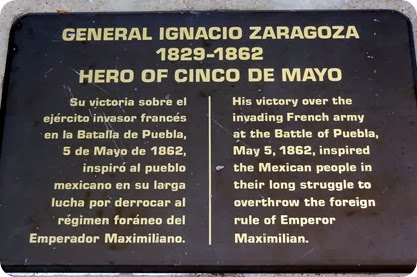 GENERAL IGNACIO ZARAGOZA
1829-1862
HERO OF CINCO DE MAYO
Su victoria sobre el
ejército invasor francés
en la Batalla de Puebla,
5 de Mayo de 1862,
inspiró al pueblo
mexicano en su larga
lucha por derrocar al
régimen foráneo del
Emperador Maximiliano.
His victory over the
invading French army
at the Battle of Puebla,
May 5, 1862, inspired
the Mexican people in
their long struggle to
overthrow the foreign
rule of Emperor
Maximilian.